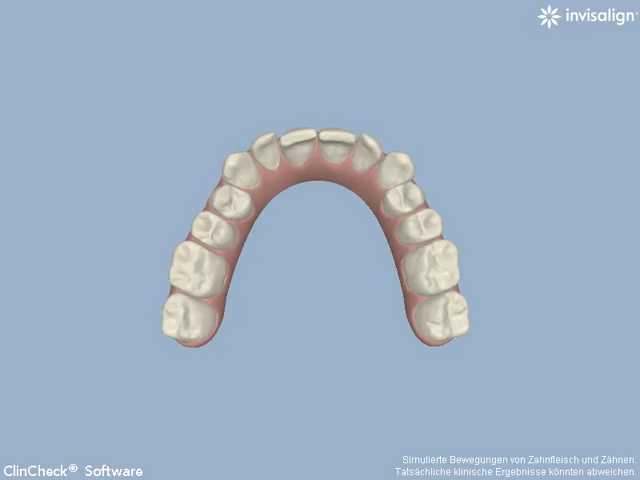 invisalign
ClinCheck® Software
Simulierte Bewegungen von Zahnfleisch und Zähnen.
Tatsächliche klinische Ergebnisse könnten abweichen.